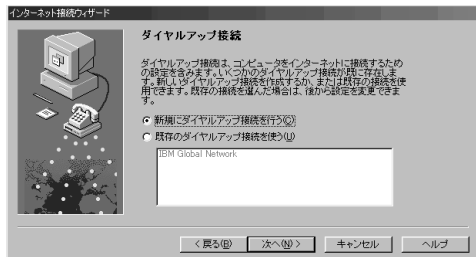 インターネット接続ウィザード
ダイヤルアップ接続
ダイヤルアップ接続は、コンピュータをインターネットに接続するため
の設定を含みます。いくつかのダイヤルアップ接続が既に存在しま
す。新しいダイヤルアップ接続を作成するか、または既存の接続を使
用できます。既存の接続を選んだ場合は、後から設定を変更できま
す。
新規にダイヤルアップ接続を行う(C)
既存のダイヤルアップ接続を使う(U)
IBM Global Network
< 戻る(B)
次へ(N) >
キャンセル
ヘルプ